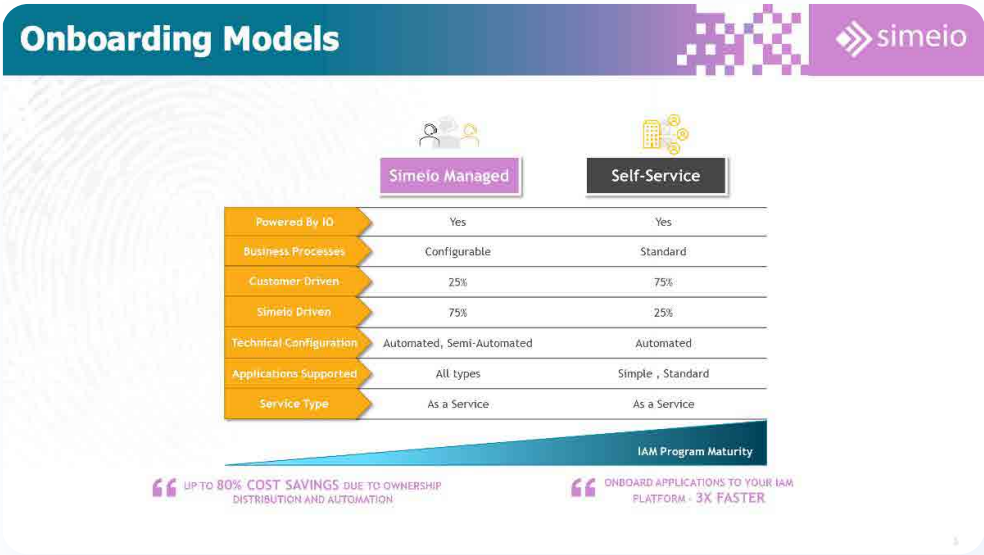 Onboarding Models
simeio
Simeio Managed
Self-Service
Powered By IO
Yes
Yes
Business Processes
Configurable
Standard
Customer Driven
25%
75%
Simeio Driven
75%
25%
Technical Configuration
Automated, Semi-Automated
Automated
Applications Supported
All types
Simple , Standard
Service Type
As a Service
As a Service
IAM Program Maturity
UP TO 80% COST SAVINGS DUE TO OWNERSHIP
DISTRIBUTION AND AUTOMATION
ONBOARD APPLICATIONS TO YOUR IAM
PLATFORM - 3X FASTER